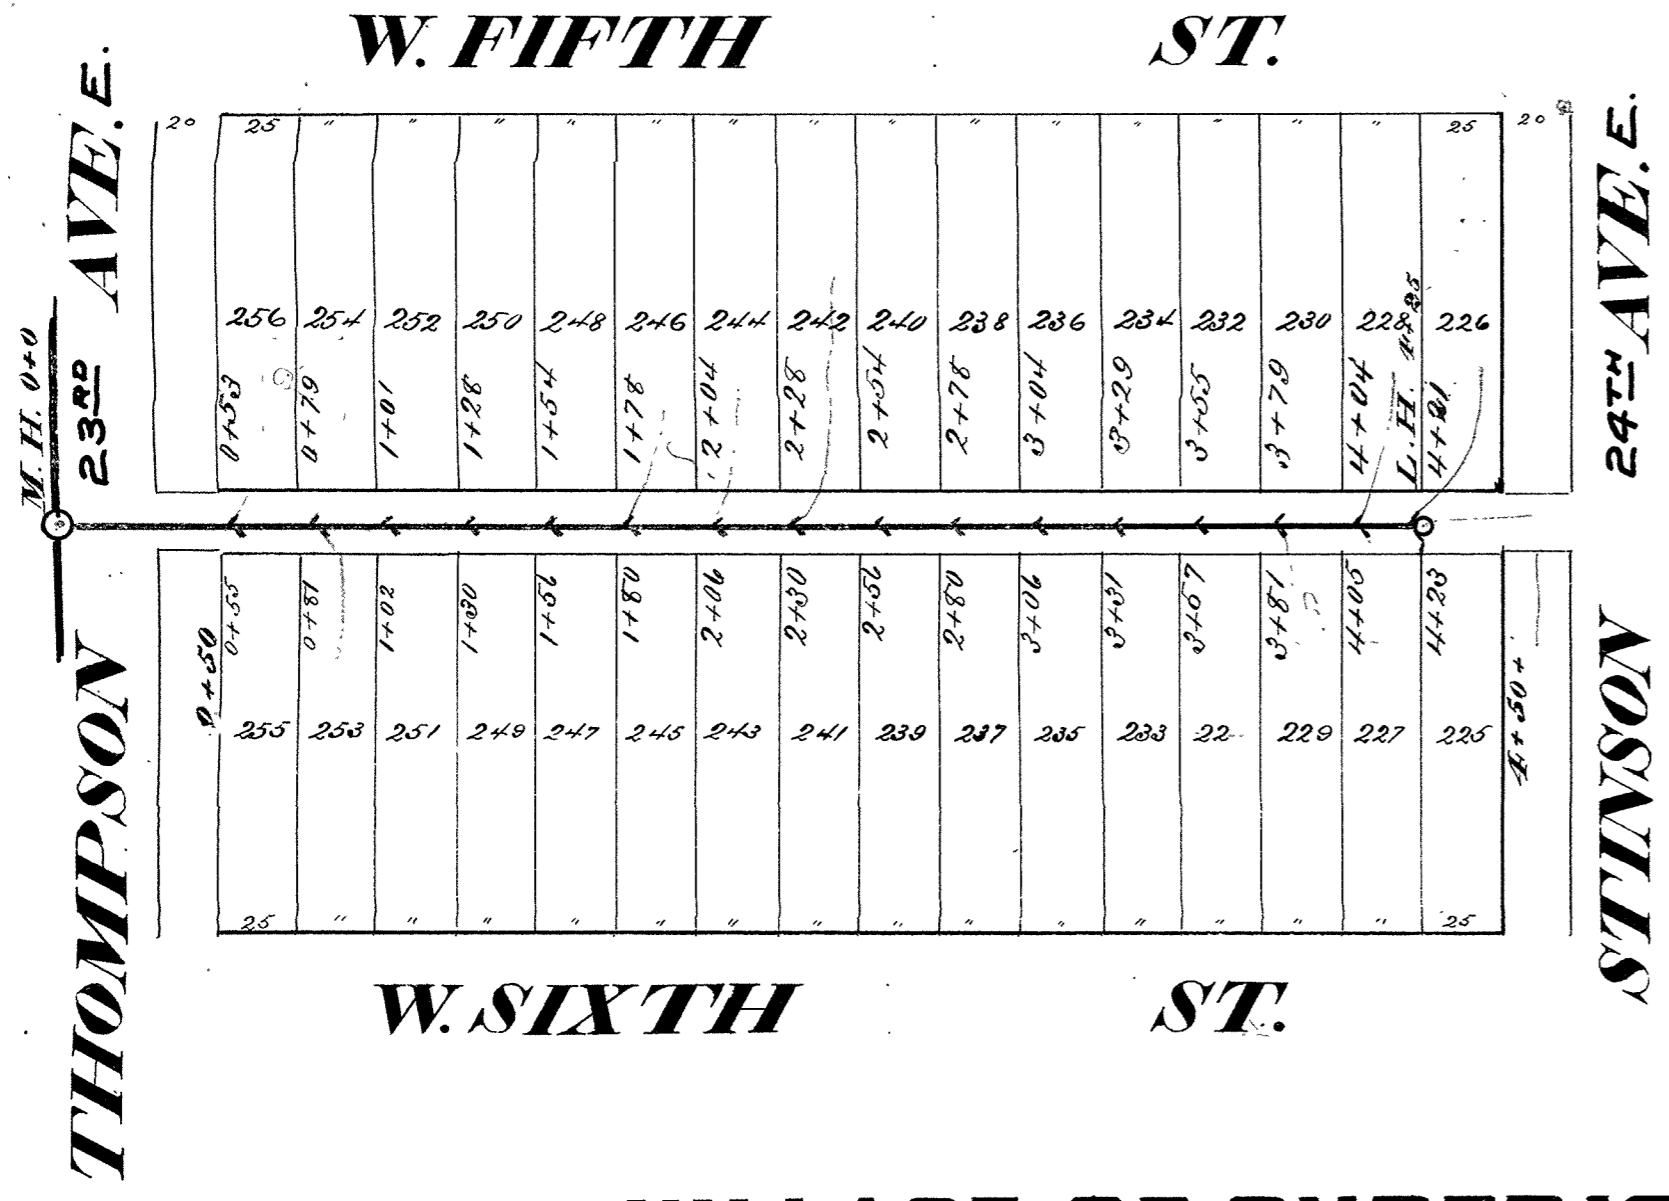 W. FIFTH ST.
23RD AVE. E.
THOMPSON
24TH AVE. E.
STINSON
M.H. 0+0
20 25 " " " " " " " " " " " " " " 25 20
256 254 252 250 248 246 244 242 240 238 236 234 232 230 228 226
0+53 0+79 1+01 1+28 1+54 1+78 2+04 2+28 2+54 2+78 3+04 3+29 3+55 3+79 4+04 L.H. 4+21
0+55 0+81 1+02 1+30 1+56 1+80 2+06 2+30 2+56 2+80 3+06 3+31 3+57 3+81 4+05 4+23
0+50 4+50+
255 253 251 249 247 245 243 241 239 237 235 233 22 229 227 225
25 " " " " " " " " " " " " " " 25
W. SIXTH ST.